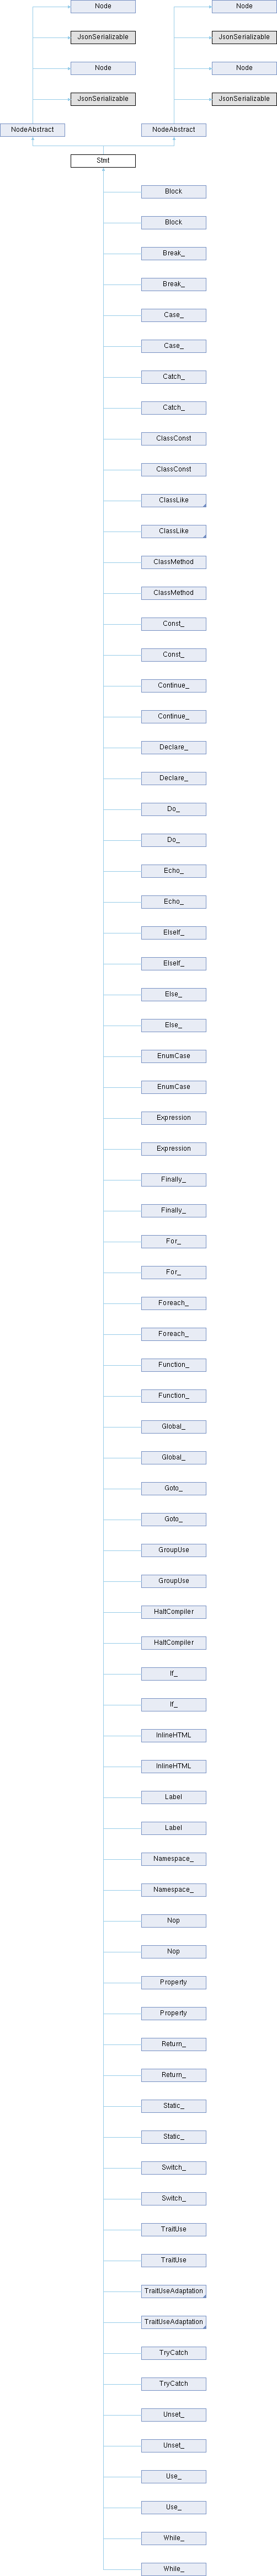 Node Node
JsonSerializable JsonSerializable
Node Node
JsonSerializable JsonSerializable
NodeAbstract NodeAbstract
Stmt
Block
Block
Break_
Break_
Case_
Case_
Catch_
Catch_
ClassConst
ClassConst
ClassLike
ClassLike
ClassMethod
ClassMethod
Const_
Const_
Continue_
Continue_
Declare_
Declare_
Do_
Do_
Echo_
Echo_
ElseIf_
ElseIf_
Else_
Else_
EnumCase
EnumCase
Expression
Expression
Finally_
Finally_
For_
For_
Foreach_
Foreach_
Function_
Function_
Global_
Global_
Goto_
Goto_
GroupUse
GroupUse
HaltCompiler
HaltCompiler
If_
If_
InlineHTML
InlineHTML
Label
Label
Namespace_
Namespace_
Nop
Nop
Property
Property
Return_
Return_
Static_
Static_
Switch_
Switch_
TraitUse
TraitUse
TraitUseAdaptation
TraitUseAdaptation
TryCatch
TryCatch
Unset_
Unset_
Use_
Use_
While_
While_